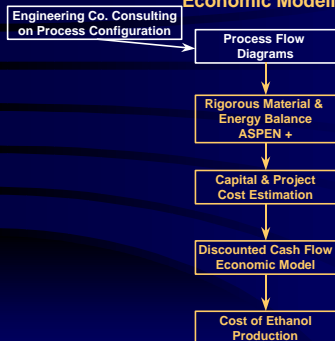 Economic Modeli
Engineering Co. Consulting
on Process Configuration
Process Flow
Diagrams
Rigorous Material &
Energy Balance
ASPEN +
Capital & Project
Cost Estimation
Discounted Cash Flow
Economic Model
Cost of Ethanol
Production